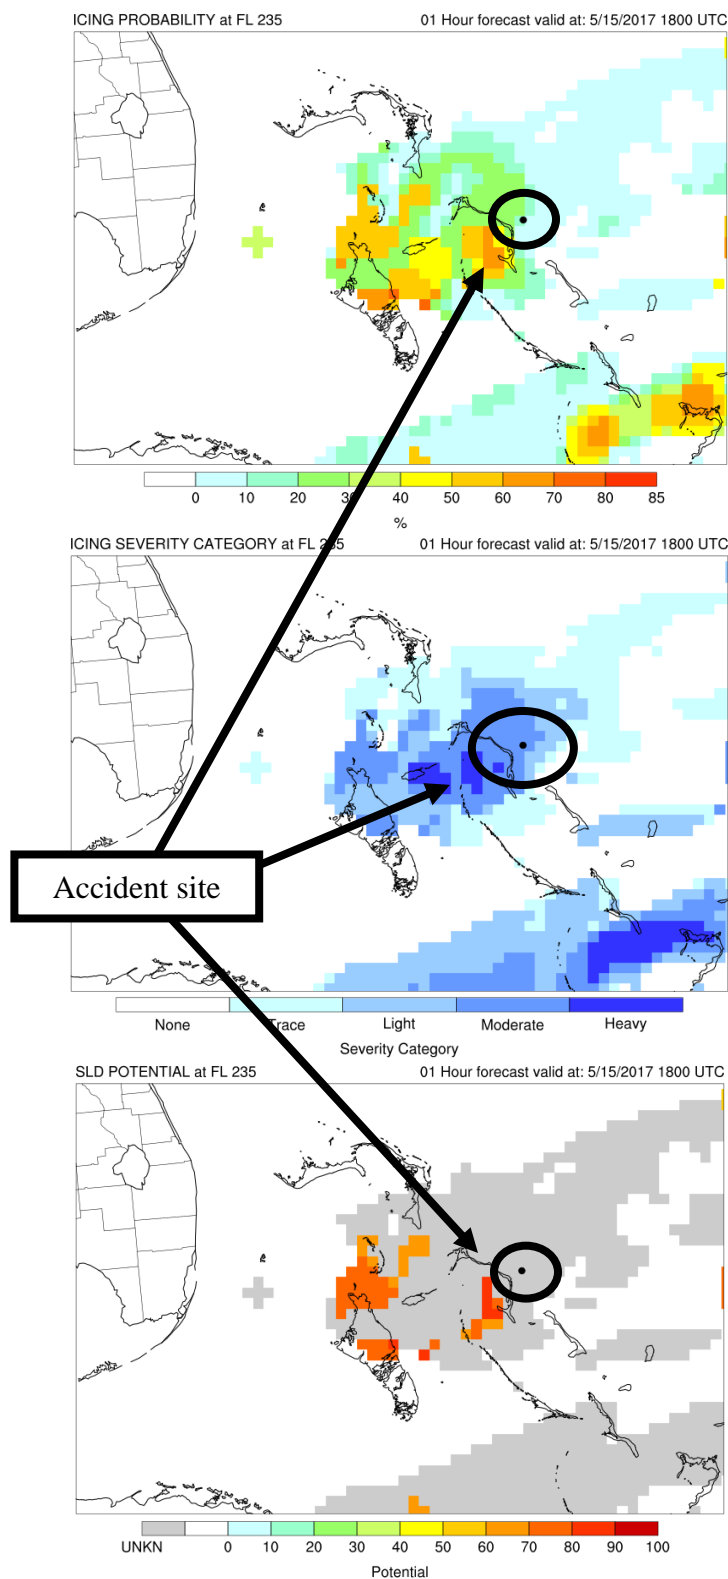 ICING PROBABILITY at FL 235 01 Hour forecast valid at: 5/15/2017 1800 UTC
0 10 20 30 40 50 60 70 80 85
%
ICING SEVERITY CATEGORY at FL 235 01 Hour forecast valid at: 5/15/2017 1800 UTC
Accident site
None Trace Light Moderate Heavy
Severity Category
SLD POTENTIAL at FL 235 01 Hour forecast valid at: 5/15/2017 1800 UTC
UNKN 0 10 20 30 40 50 60 70 80 90 100
Potential